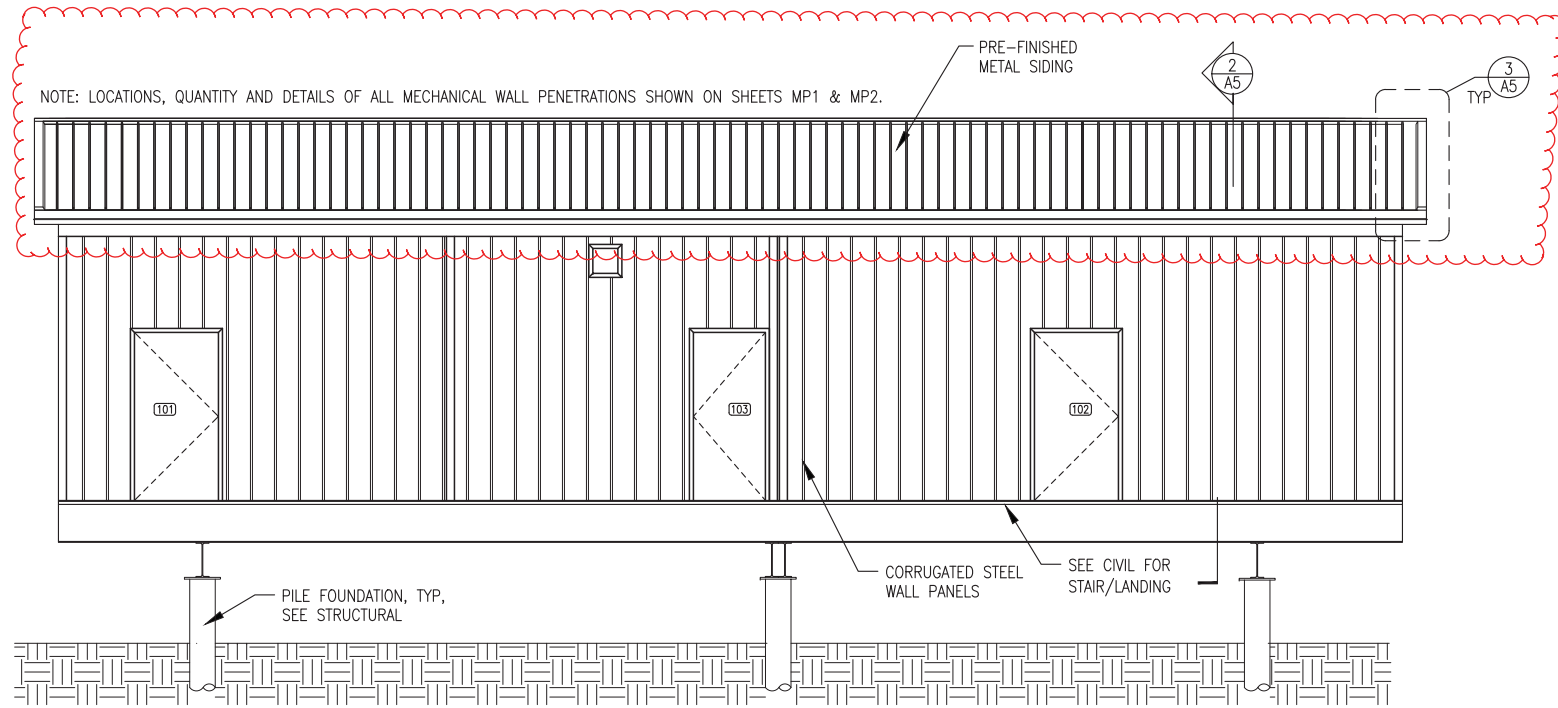 PRE-FINISHED
METAL SIDING
2
A5
3
A5
TYP
NOTE: LOCATIONS, QUANTITY AND DETAILS OF ALL MECHANICAL WALL PENETRATIONS SHOWN ON SHEETS MP1 & MP2.
101
103
102
CORRUGATED STEEL
WALL PANELS
SEE CIVIL FOR
STAIR/LANDING
PILE FOUNDATION, TYP,
SEE STRUCTURAL